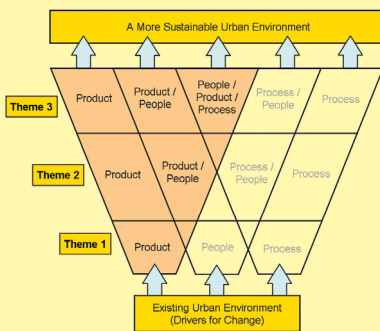 A More Sustainable Urban Environment
Theme 3
Product
Product /
People
People /
Product /
Process
Process /
People
Process
Theme 2
Product
Product /
People
Process /
People
Process
Theme 1
Product
People
Process
Existing Urban Environment
(Drivers for Change)